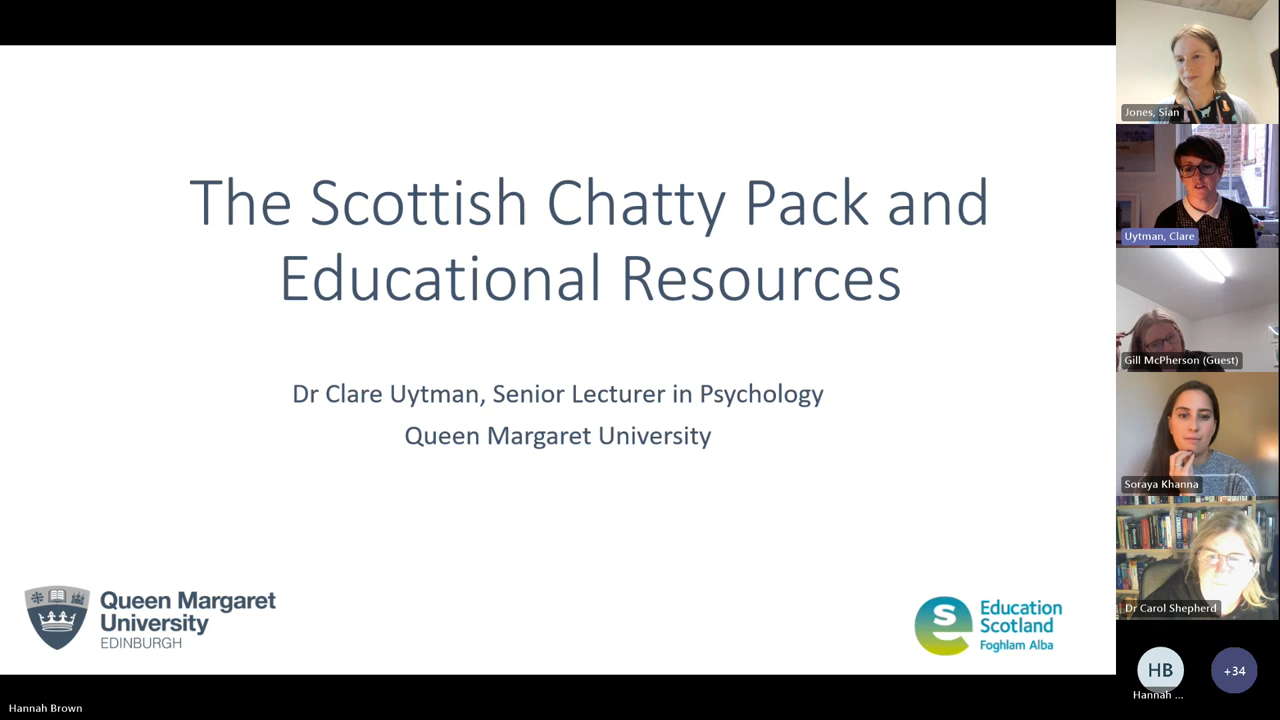 The Scottish Chatty Pack and
Educational Resources
Dr Clare Uytman, Senior Lecturer in Psychology
Queen Margaret University
Queen Margaret
University
EDINBURGH
Education
Scotland
Foghlam Alba
Jones, Sian
Uytman, Clare
Gill McPherson (Guest)
Soraya Khanna
Dr Carol Shepherd
HB
+34
Hannah ...
Hannah Brown